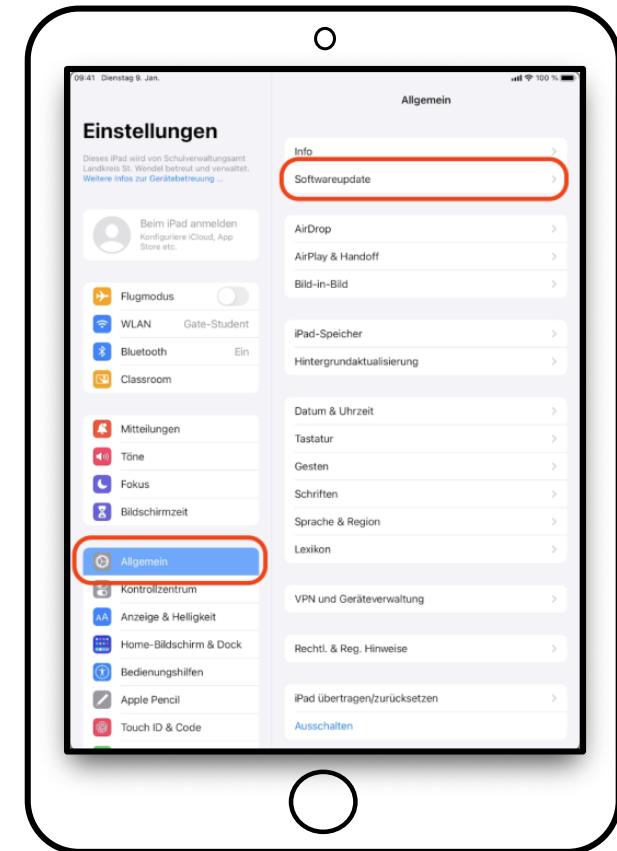 09:41 Dienstag 9. Jan.
100 %
Einstellungen
Dieses iPad wird von Schulverwaltungsamt
Landkreis St. Wendel betreut und verwaltet.
Weitere Infos zur Gerätebetreuung ...
Beim iPad anmelden
Konfiguriere iCloud, App
Store etc.
Flugmodus
WLAN Gate-Student
Bluetooth Ein
Classroom
Mitteilungen
Töne
Fokus
Bildschirmzeit
Allgemein
Kontrollzentrum
AA Anzeige & Helligkeit
Home-Bildschirm & Dock
Bedienungshilfen
Apple Pencil
Touch ID & Code
Allgemein
Info
Softwareupdate
AirDrop
AirPlay & Handoff
Bild-in-Bild
iPad-Speicher
Hintergrundaktualisierung
Datum & Uhrzeit
Tastatur
Gesten
Schriften
Sprache & Region
Lexikon
VPN und Geräteverwaltung
Rechtl. & Reg. Hinweise
iPad übertragen/zurücksetzen
Ausschalten